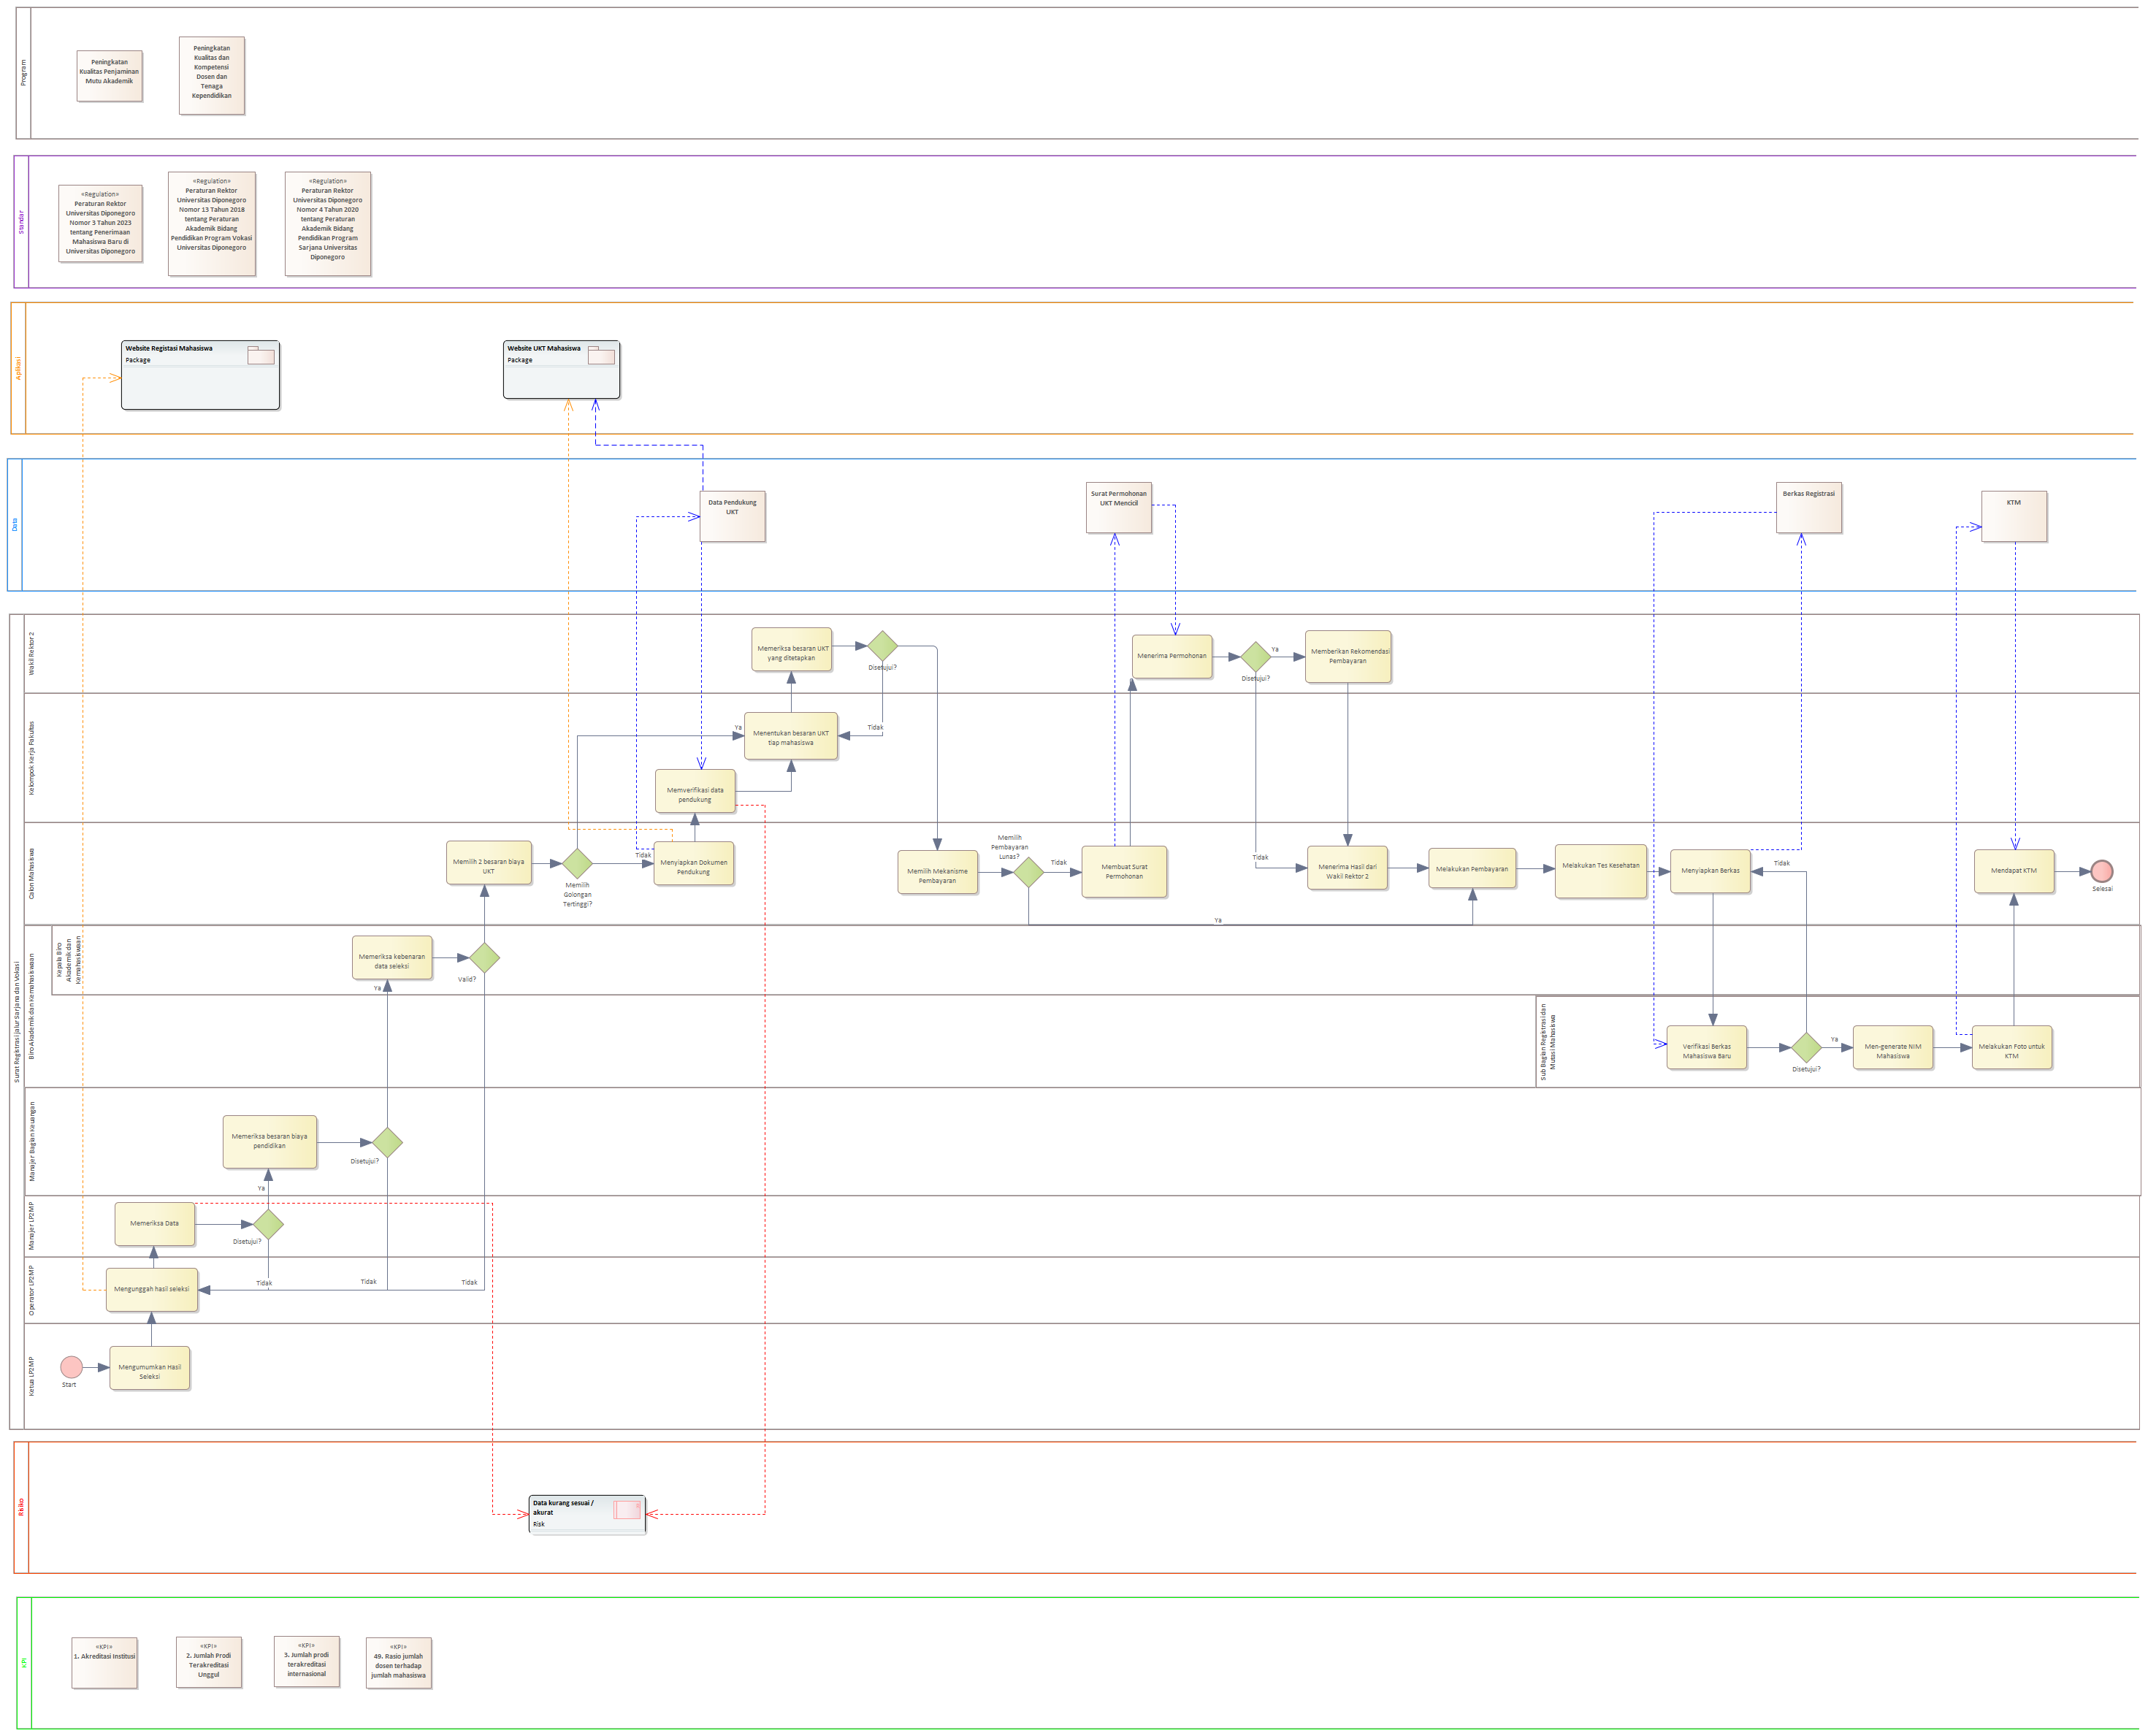 Program
Peningkatan
Kualitas Penjaminan
Mutu Akademik
Peningkatan
Kualitas dan
Kompetensi
Dosen dan
Tenaga
Kependidikan
Standar
«Regulation»
Peraturan Rektor
Universitas Diponegoro
Nomor 3 Tahun 2023
tentang Penerimaan
Mahasiswa Baru di
Universitas Diponegoro
«Regulation»
Peraturan Rektor
Universitas Diponegoro
Nomor 13 Tahun 2018
tentang Peraturan
Akademik Bidang
Pendidikan Program Vokasi
Universitas Diponegoro
«Regulation»
Peraturan Rektor
Universitas Diponegoro
Nomor 4 Tahun 2020
tentang Peraturan
Akademik Bidang
Pendidikan Program
Sarjana Universitas
Diponegoro
Aplikasi
Website Registasi Mahasiswa
Package
Website UKT Mahasiswa
Package
Data
Data Pendukung
UKT
Surat Permohonan
UKT Mencicil
Berkas Registrasi
KTM
Surat Registrasi jalur Sarjana dan Vokasi
Wakil Rektor 2
Memeriksa besaran UKT
yang ditetapkan
Disetujui?
Menerima Permohonan
Disetujui?
Ya
Memberikan Rekomendasi
Pembayaran
Kelompok Kerja Fakultas
Ya
Menentukan besaran UKT
tiap mahasiswa
Tidak
Memverifikasi data
pendukung
Calon Mahasiswa
Memilih 2 besaran biaya
UKT
Memilih
Golongan
Tertinggi?
Tidak
Menyiapkan Dokumen
Pendukung
Memilih Mekanisme
Pembayaran
Memilih
Pembayaran
Lunas?
Tidak
Membuat Surat
Permohonan
Tidak
Menerima Hasil dari
Wakil Rektor 2
Melakukan Pembayaran
Melakukan Tes Kesehatan
Menyiapkan Berkas
Tidak
Mendapat KTM
Selesai
Ya
Biro Akademik dan Kemahasiswaan
Kepala Biro
Akademik dan
Kemahasiswaan
Memeriksa kebenaran
data seleksi
Valid?
Ya
Sub Bagian Registrasi dan
Mutasi Mahasiswa
Verifikasi Berkas
Mahasiswa Baru
Disetujui?
Ya
Men-generate NIM
Mahasiswa
Melakukan Foto untuk
KTM
Manajer Bagian Keuangan
Memeriksa besaran biaya
pendidikan
Disetujui?
Ya
Manajer LP2MP
Memeriksa Data
Disetujui?
Operator LP2MP
Mengunggah hasil seleksi
Tidak
Tidak
Tidak
Ketua LP2MP
Start
Mengumumkan Hasil
Seleksi
Risiko
Data kurang sesuai /
akurat
Risk
KPI
«KPI»
1. Akreditasi Institusi
«KPI»
2. Jumlah Prodi
Terakreditasi
Unggul
«KPI»
3. Jumlah prodi
terakreditasi
internasional
«KPI»
49. Rasio jumlah
dosen terhadap
jumlah mahasiswa